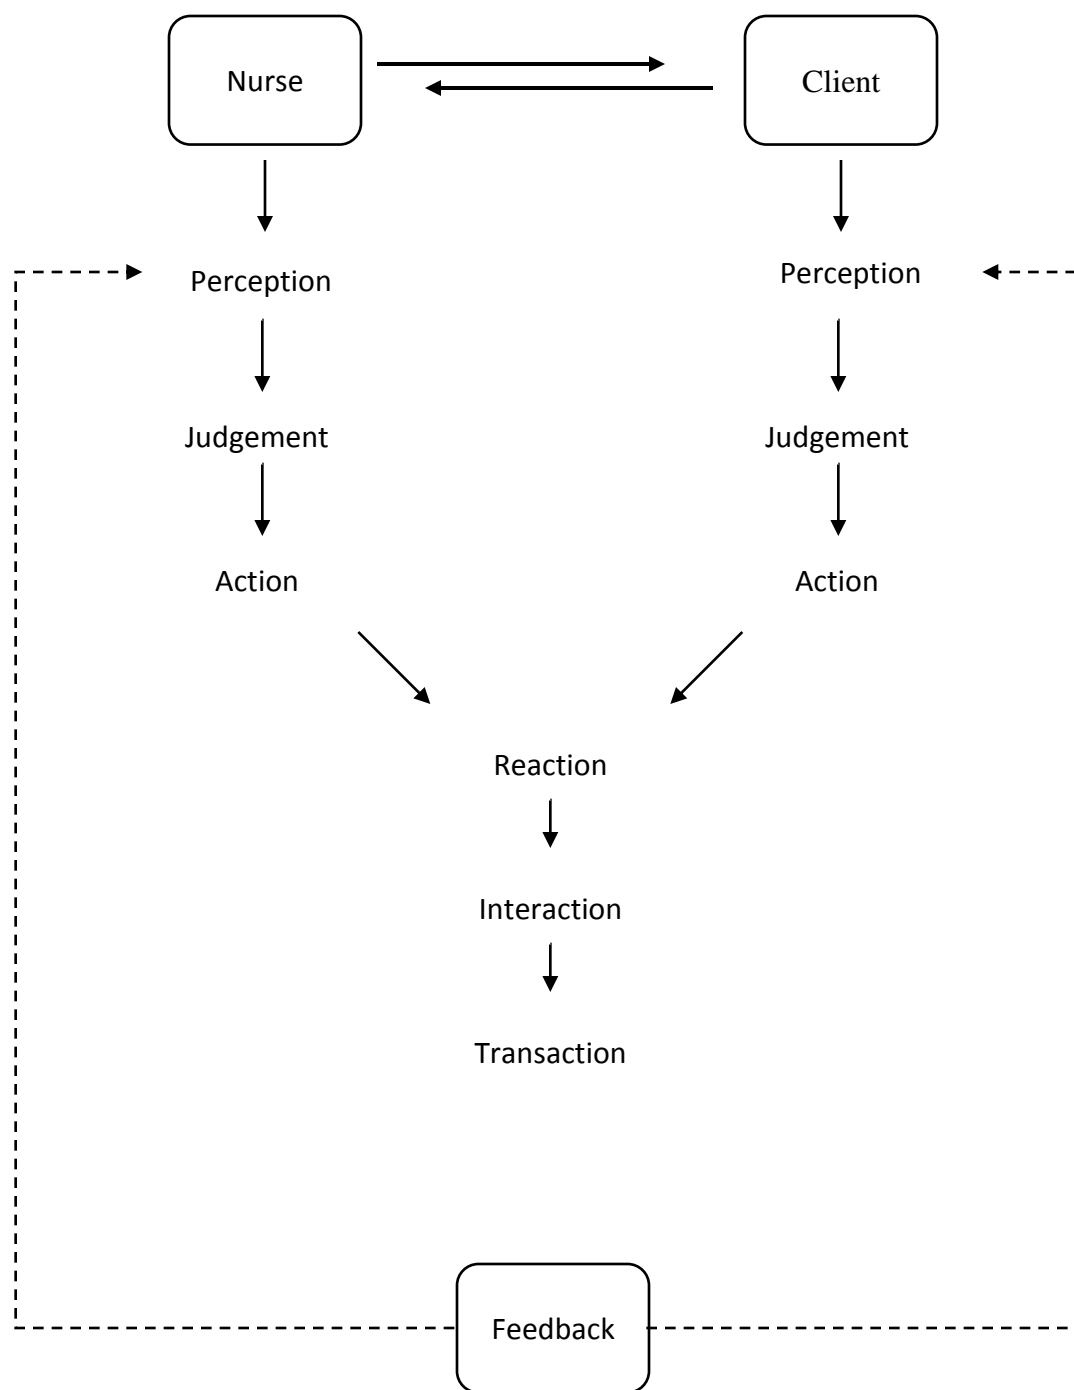 Nurse
Client
Perception
Perception
Judgement
Judgement
Action
Action
Reaction
Interaction
Transaction
Feedback